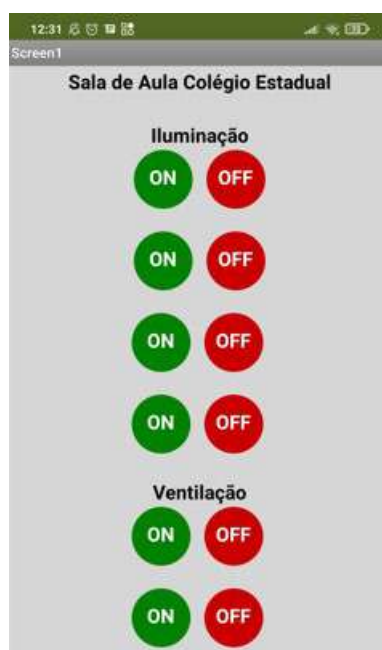 12:31
Screen1
Sala de Aula Colégio Estadual
Iluminação
ON OFF
ON OFF
ON OFF
ON OFF
Ventilação
ON OFF
ON OFF